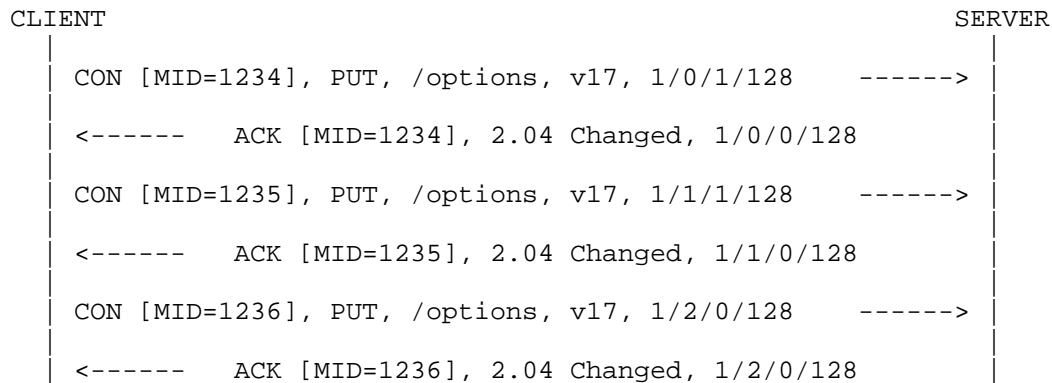 CLIENT                                                     SERVER
  |                                                          |
  | CON [MID=1234], PUT, /options, v17, 1/0/1/128    ------> |
  |                                                          |
  | <------   ACK [MID=1234], 2.04 Changed, 1/0/0/128        |
  |                                                          |
  | CON [MID=1235], PUT, /options, v17, 1/1/1/128    ------> |
  |                                                          |
  | <------   ACK [MID=1235], 2.04 Changed, 1/1/0/128        |
  |                                                          |
  | CON [MID=1236], PUT, /options, v17, 1/2/0/128    ------> |
  |                                                          |
  | <------   ACK [MID=1236], 2.04 Changed, 1/2/0/128        |